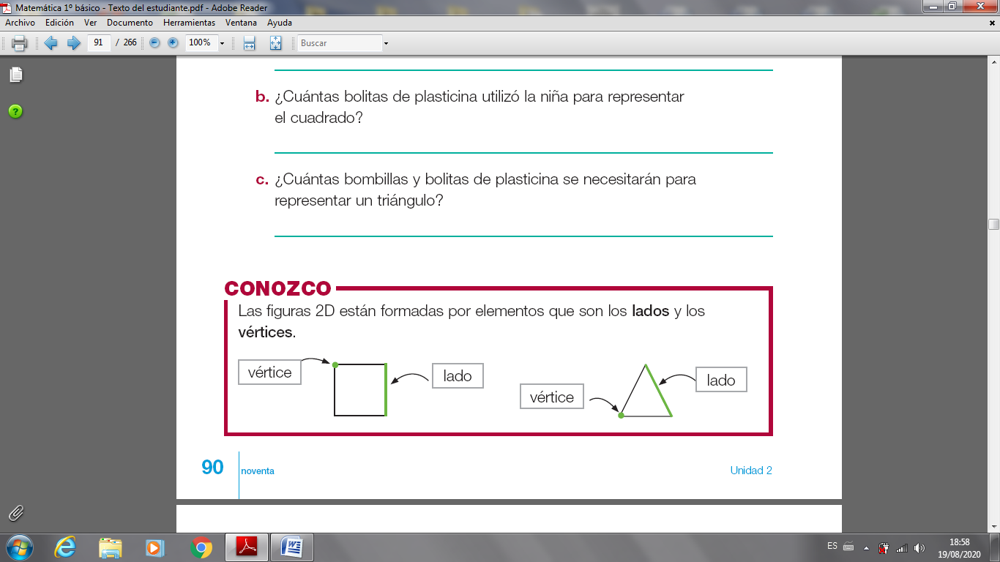 Matemática 1º básico - Texto del estudiante.pdf - Adobe Reader
Archivo Edición Ver Documento Herramientas Ventana Ayuda
91 / 266 100% Buscar
b. ¿Cuántas bolitas de plasticina utilizó la niña para representar
el cuadrado?
c. ¿Cuántas bombillas y bolitas de plasticina se necesitarán para
representar un triángulo?
CONOZCO
Las figuras 2D están formadas por elementos que son los lados y los
vértices.
vértice
lado
vértice
lado
90 noventa
Unidad 2
ES 18:58
19/08/2020